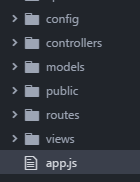 config
controllers
models
public
routes
views
app.js